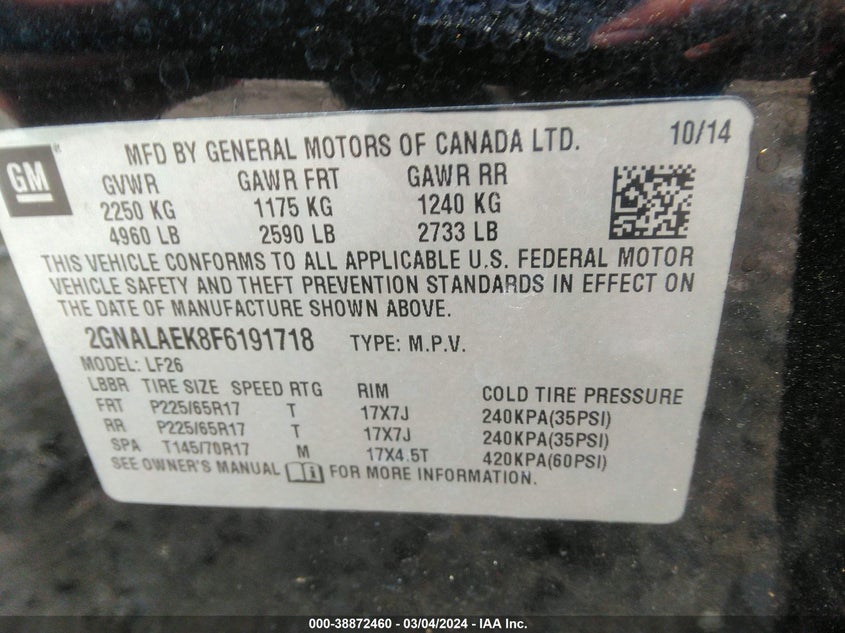 MFD BY GENERAL MOTORS OF CANADA LTD. 10/14
GM
GVWR GAWR FRT GAWR RR
2250 KG 1175 KG 1240 KG
4960 LB 2590 LB 2733 LB
THIS VEHICLE CONFORMS TO ALL APPLICABLE U.S. FEDERAL MOTOR
VEHICLE SAFETY AND THEFT PREVENTION STANDARDS IN EFFECT ON
THE DATE OF MANUFACTURE SHOWN ABOVE.
2GNALAEK8F6191718 TYPE: M.P.V.
MODEL: LF26
LBBR TIRE SIZE SPEED RTG RIM COLD TIRE PRESSURE
FRT P225/65R17 T 17X7J 240KPA(35PSI)
RR P225/65R17 T 17X7J 240KPA(35PSI)
SPA T145/70R17 M 17X4.5T 420KPA(60PSI)
SEE OWNER'S MANUAL i FOR MORE INFORMATION.
000-38872460 - 03/04/2024 - IAA Inc.